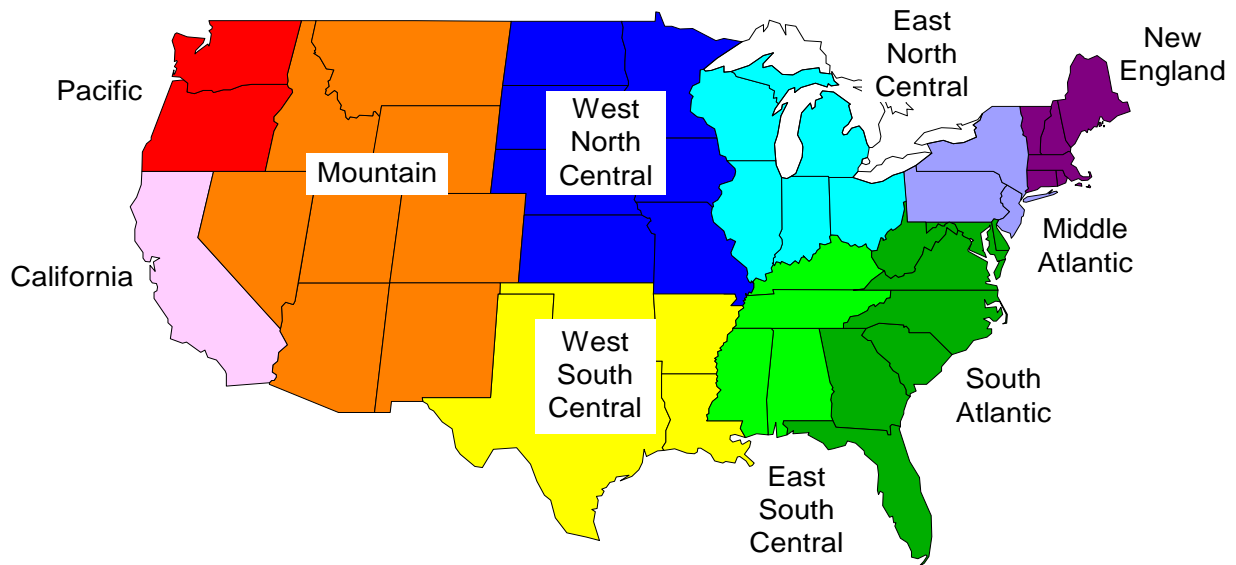 Pacific
California
Mountain
West
North
Central
West
South
Central
East
North
Central
New
England
Middle
Atlantic
South
Atlantic
East
South
Central